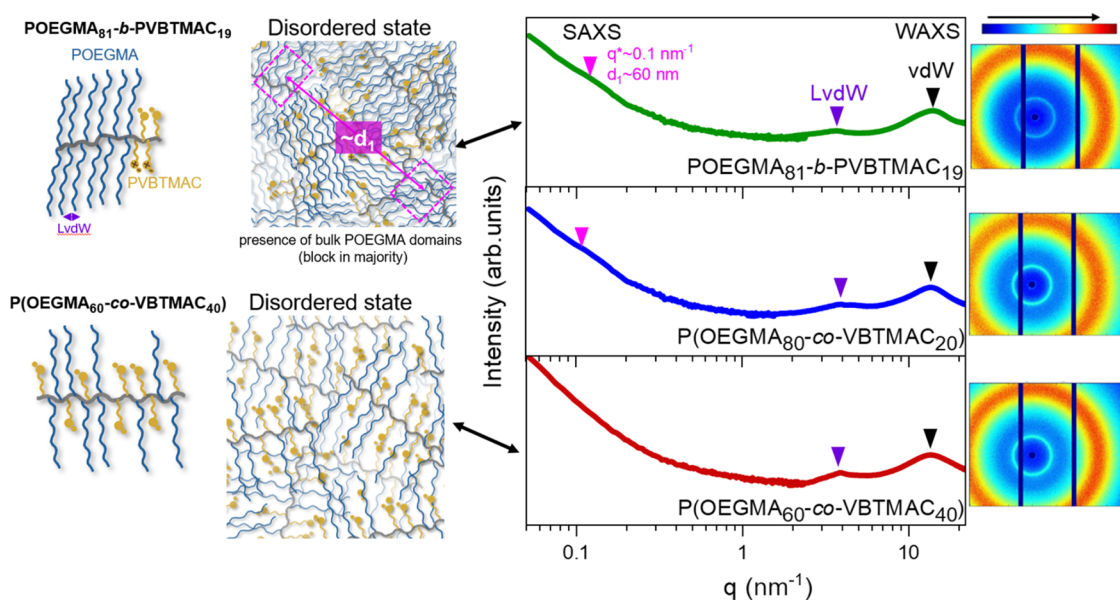 POEGMA₈₁-b-PVBTMAC₁₉
POEGMA
PVBTMAC
LvdW
Disordered state
~d₁
presence of bulk POEGMA domains
(block in majority)
P(OEGMA₆₀-co-VBTMAC₄₀)
Disordered state
Intensity (arb.units)
SAXS
WAXS
q*~0.1 nm⁻¹
d₁~60 nm
LvdW
vdW
POEGMA₈₁-b-PVBTMAC₁₉
P(OEGMA₈₀-co-VBTMAC₂₀)
P(OEGMA₆₀-co-VBTMAC₄₀)
0.1
1
10
q (nm⁻¹)